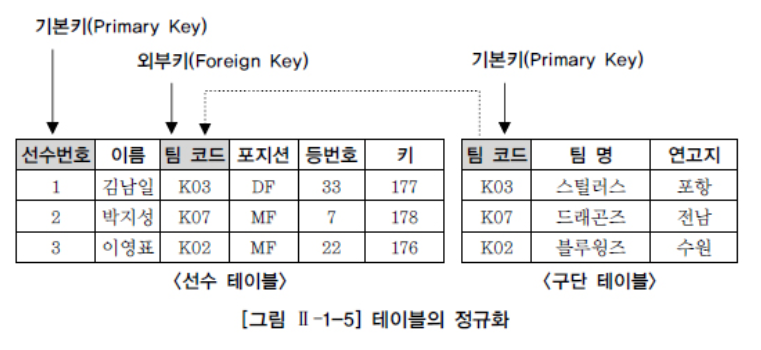 기본키(Primary Key)
외부키(Foreign Key) 기본키(Primary Key)
선수번호 이름 팀 코드 포지션 등번호 키 팀 코드 팀 명 연고지
1 김남일 K03 DF 33 177 K03 스틸러스 포항
2 박지성 K07 MF 7 178 K07 드래곤즈 전남
3 이영표 K02 MF 22 176 K02 블루윙즈 수원
〈선수 테이블〉 〈구단 테이블〉
[그림 Ⅱ-1-5] 테이블의 정규화